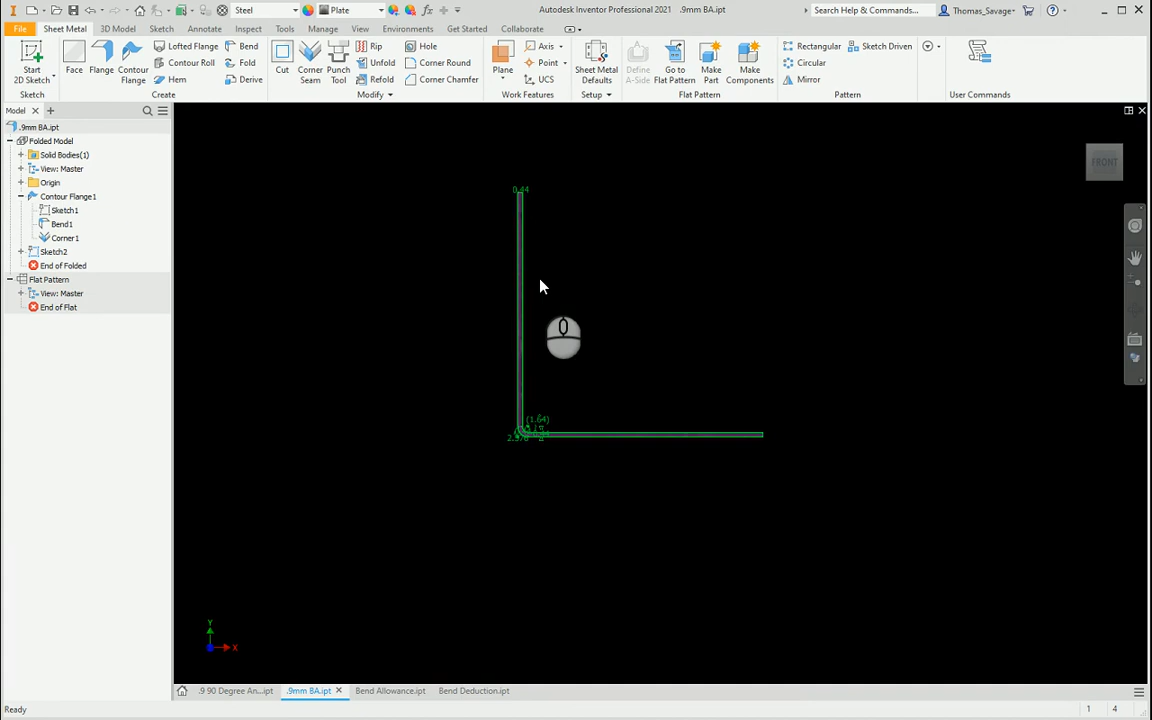 Steel
Plate
Autodesk Inventor Professional 2021 .9mm BA.ipt
Search Help & Commands...
Thomas_Savage
File
Sheet Metal
3D Model
Sketch
Annotate
Inspect
Tools
Manage
View
Environments
Get Started
Collaborate
Start
2D Sketch
Sketch
Face
Flange
Contour
Flange
Lofted Flange
Contour Roll
Hem
Bend
Fold
Derive
Create
Cut
Corner
Seam
Punch
Tool
Rip
Unfold
Refold
Hole
Corner Round
Corner Chamfer
Modify
Plane
Axis
Point
UCS
Work Features
Sheet Metal
Defaults
Setup
Define
A-Side
Go to
Flat Pattern
Make
Part
Make
Components
Flat Pattern
Rectangular
Circular
Mirror
Sketch Driven
Pattern
User Commands
Model
.9mm BA.ipt
Folded Model
Solid Bodies(1)
View: Master
Origin
Contour Flange1
Sketch1
Bend1
Corner1
Sketch2
End of Folded
Flat Pattern
View: Master
End of Flat
FRONT
0.44
0
(1.64)
Y
X
.9 90 Degree An...ipt
.9mm BA.ipt
Bend Allowance.ipt
Bend Deduction.ipt
Ready
1
4